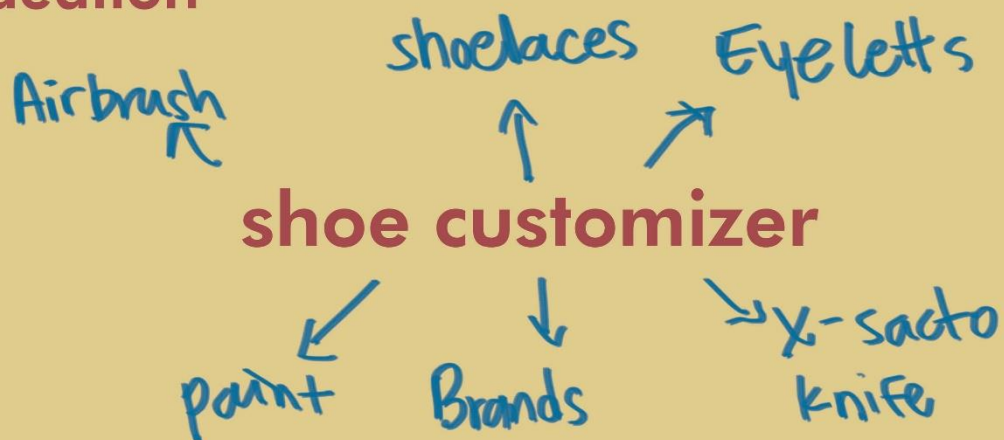 shoelaces
Eyeletts
Airbrush
shoe customizer
paint
Brands
x-sacto
knife